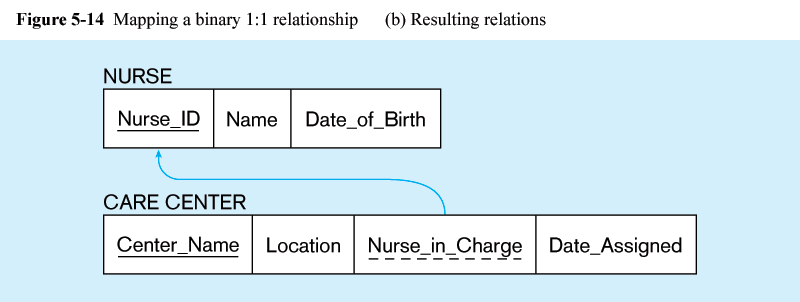 Figure 5-14 Mapping a binary 1:1 relationship (b) Resulting relations
NURSE
Nurse_ID Name Date_of_Birth
CARE CENTER
Center_Name Location Nurse_in_Charge Date_Assigned